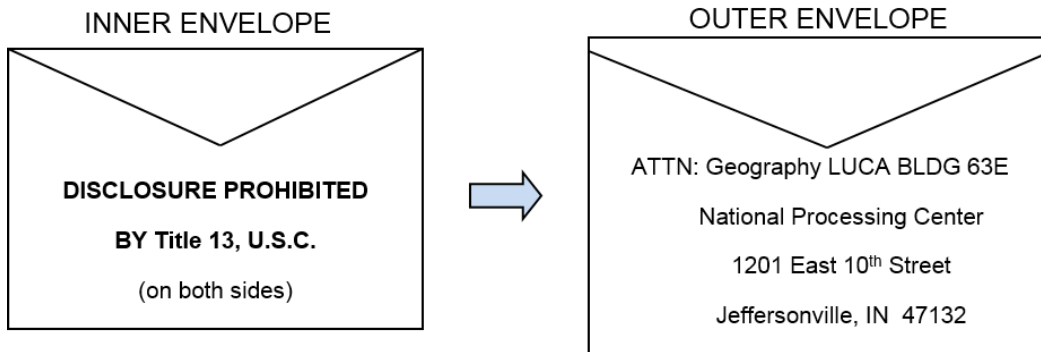 INNER ENVELOPE
DISCLOSURE PROHIBITED
BY Title 13, U.S.C.
(on both sides)
OUTER ENVELOPE
ATTN: Geography LUCA BLDG 63E
National Processing Center
1201 East 10th Street
Jeffersonville, IN 47132